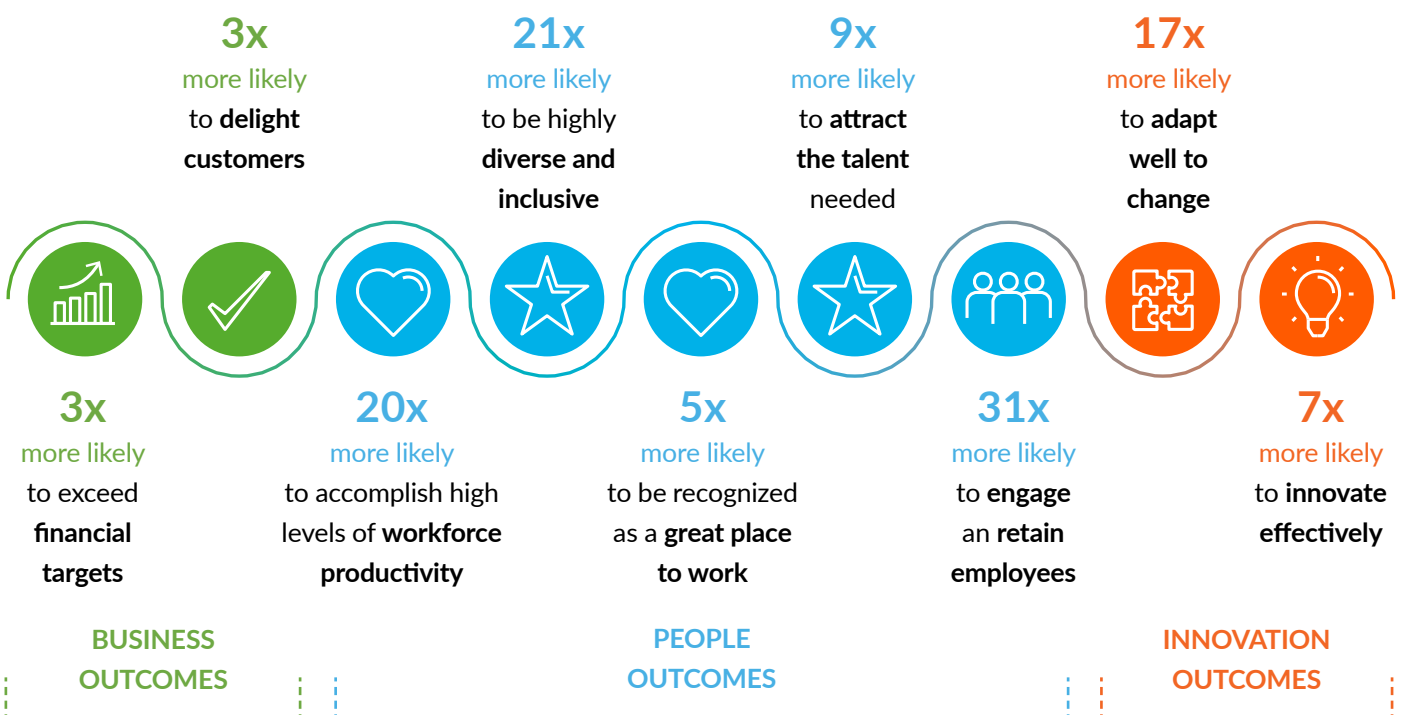 3x
more likely
to delight
customers
21x
more likely
to be highly
diverse and
inclusive
9x
more likely
to attract
the talent
needed
17x
more likely
to adapt
well to
change
3x
more likely
to exceed
financial
targets
20x
more likely
to accomplish high
levels of workforce
productivity
5x
more likely
to be recognized
as a great place
to work
31x
more likely
to engage
an retain
employees
7x
more likely
to innovate
effectively
BUSINESS
OUTCOMES
PEOPLE
OUTCOMES
INNOVATION
OUTCOMES